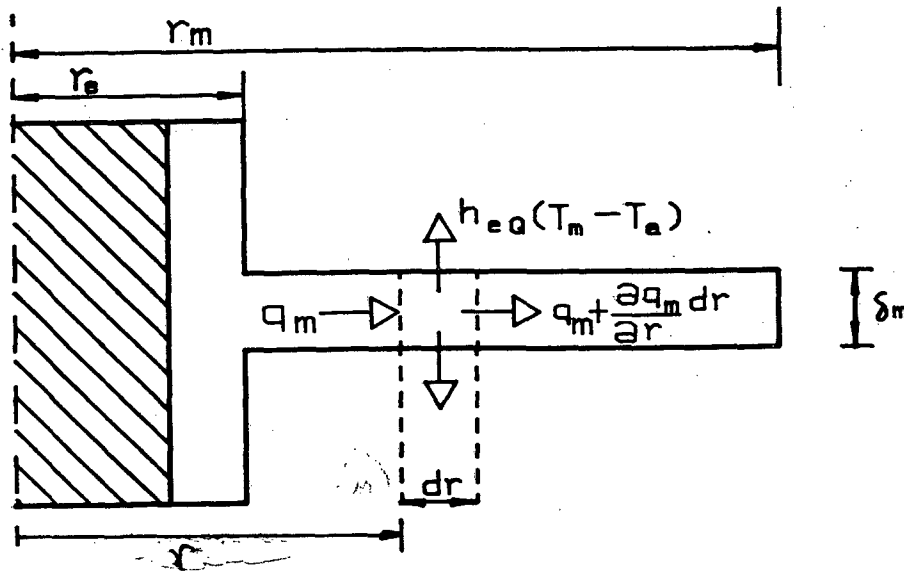 rₘ
rₑ
hₑQ(Tₘ−Tₐ)
qₘ
qₘ+∂qₘ/∂r dr
δₘ
dr
r